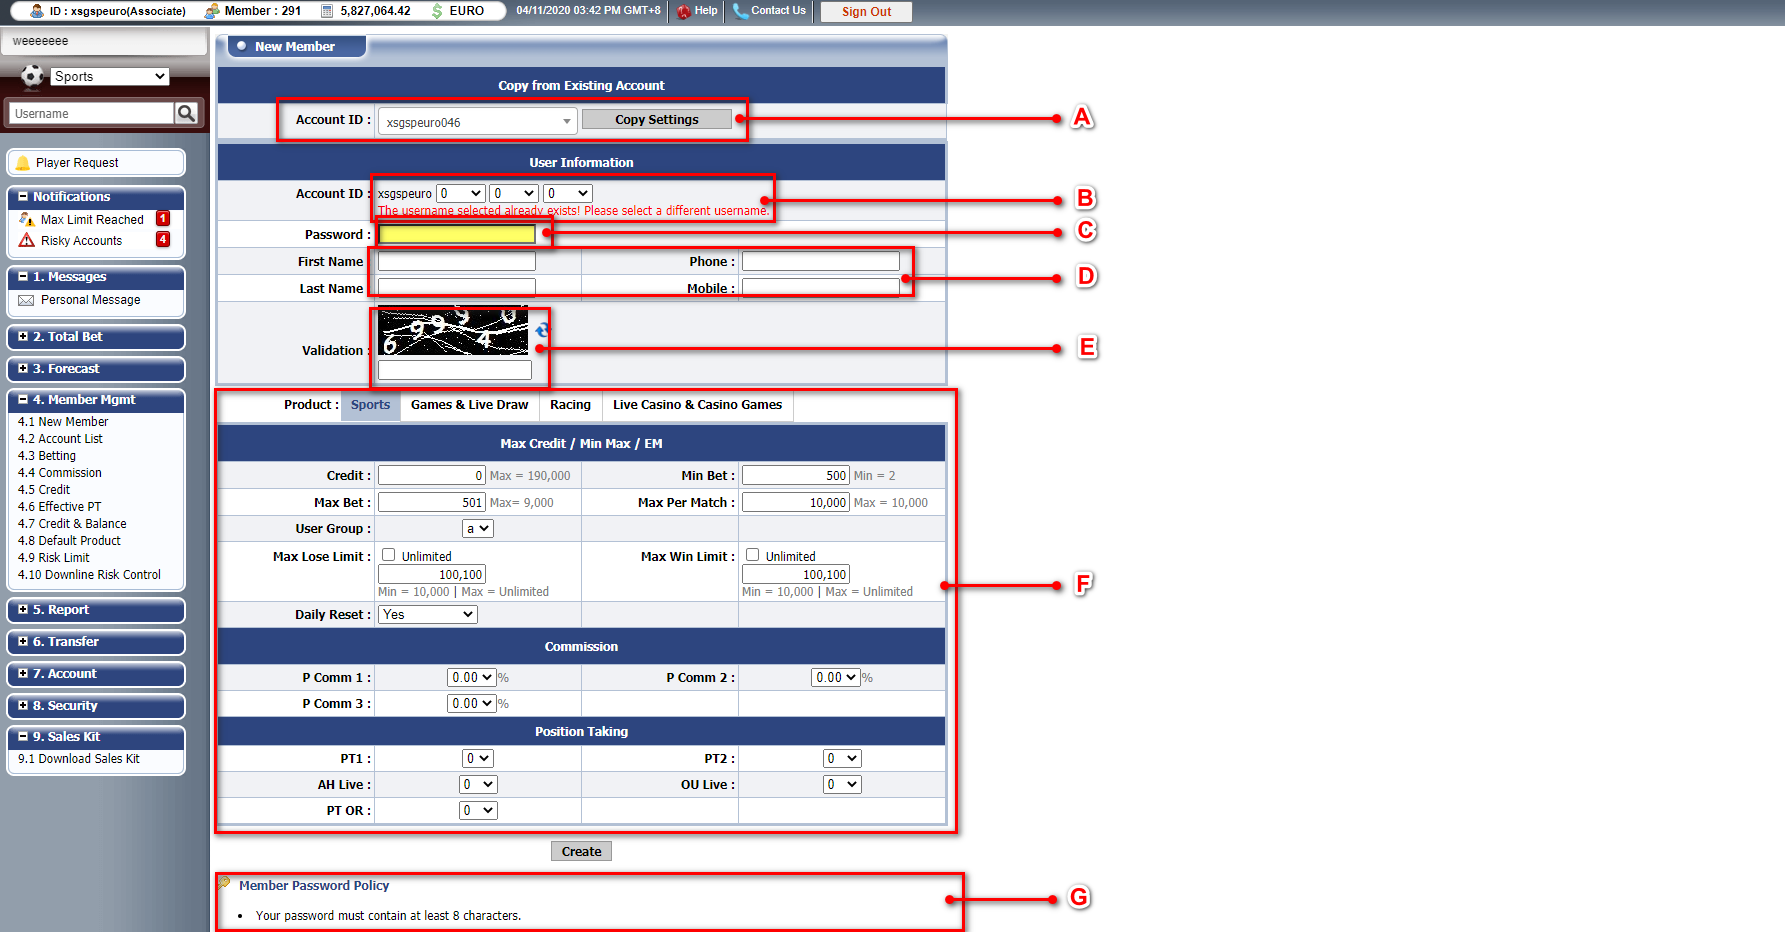 ID : xsgspeuro(Associate) Member : 291 5,827,064.42 $ EURO 04/11/2020 03:42 PM GMT+8 Help Contact Us Sign Out
weeeeeee
Sports
Username
Player Request
Notifications
Max Limit Reached 1
Risky Accounts 4
1. Messages
Personal Message
2. Total Bet
3. Forecast
4. Member Mgmt
4.1 New Member
4.2 Account List
4.3 Betting
4.4 Commission
4.5 Credit
4.6 Effective PT
4.7 Credit & Balance
4.8 Default Product
4.9 Risk Limit
4.10 Downline Risk Control
5. Report
6. Transfer
7. Account
8. Security
9. Sales Kit
9.1 Download Sales Kit
New Member
Copy from Existing Account
Account ID : xsgspeuro046 Copy Settings A
User Information
Account ID : xsgspeuro 0 0 0 B
The username selected already exists! Please select a different username.
Password : C
First Name Phone :
D
Last Name Mobile :
6 9 9 9 4 0
Validation : E
Product : Sports Games & Live Draw Racing Live Casino & Casino Games
Max Credit / Min Max / EM
Credit : 0 Max = 190,000 Min Bet : 500 Min = 2
Max Bet : 501 Max= 9,000 Max Per Match : 10,000 Max = 10,000
User Group : a
Max Lose Limit : Unlimited Max Win Limit : Unlimited
100,100 100,100
F
Min = 10,000 | Max = Unlimited Min = 10,000 | Max = Unlimited
Daily Reset : Yes
Commission
P Comm 1 : 0.00 % P Comm 2 : 0.00 %
P Comm 3 : 0.00 %
Position Taking
PT1 : 0 PT2 : 0
AH Live : 0 OU Live : 0
PT OR : 0
Create
Member Password Policy
G
• Your password must contain at least 8 characters.